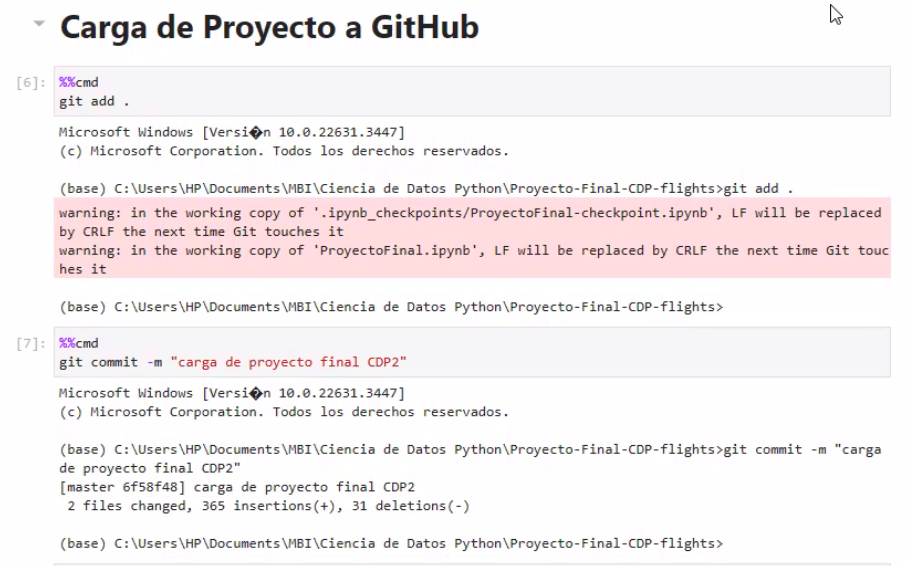 Carga de Proyecto a GitHub
[6]: %%cmd
git add .
Microsoft Windows [Versi�n 10.0.22631.3447]
(c) Microsoft Corporation. Todos los derechos reservados.
(base) C:\Users\HP\Documents\MBI\Ciencia de Datos Python\Proyecto-Final-CDP-flights>git add .
warning: in the working copy of '.ipynb_checkpoints/ProyectoFinal-checkpoint.ipynb', LF will be replaced
by CRLF the next time Git touches it
warning: in the working copy of 'ProyectoFinal.ipynb', LF will be replaced by CRLF the next time Git touc
hes it
(base) C:\Users\HP\Documents\MBI\Ciencia de Datos Python\Proyecto-Final-CDP-flights>
[7]: %%cmd
git commit -m "carga de proyecto final CDP2"
Microsoft Windows [Versi�n 10.0.22631.3447]
(c) Microsoft Corporation. Todos los derechos reservados.
(base) C:\Users\HP\Documents\MBI\Ciencia de Datos Python\Proyecto-Final-CDP-flights>git commit -m "carga
de proyecto final CDP2"
[master 6f58f48] carga de proyecto final CDP2
 2 files changed, 365 insertions(+), 31 deletions(-)
(base) C:\Users\HP\Documents\MBI\Ciencia de Datos Python\Proyecto-Final-CDP-flights>